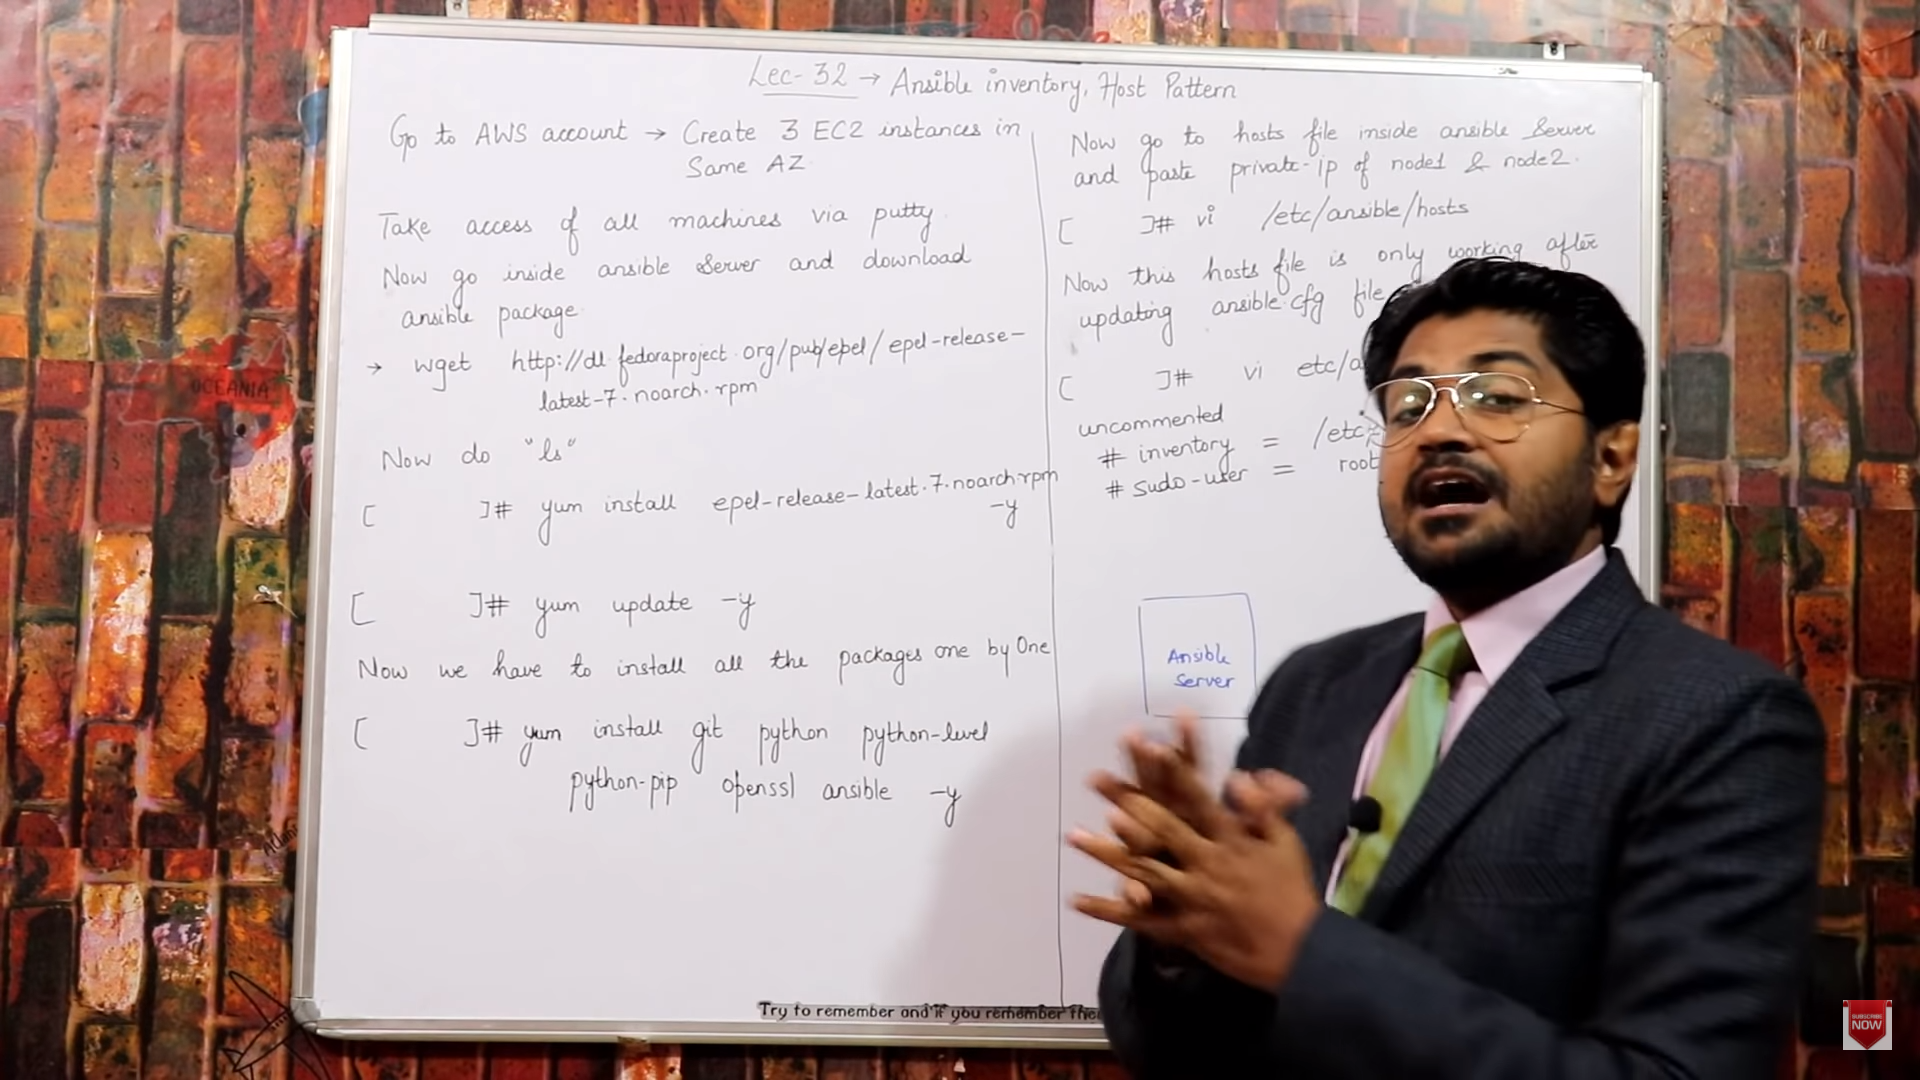 Lec-32 → Ansible inventory, Host Pattern
Go to AWS account → Create 3 EC2 instances in
Same AZ
Take access of all machines via putty
Now go inside ansible Server and download
ansible package
→ wget http://dl.fedoraproject.org/pub/epel/epel-release-
latest-7.noarch.rpm
Now do "ls"
[ ]# yum install epel-release-latest.7.noarch.rpm
-y
[ ]# yum update -y
Now we have to install all the packages one by One
[ ]# yum install git python python-level
python-pip openssl ansible -y
Now go to hosts file inside ansible Server
and paste private-ip of node1 & node2.
[ ]# vi /etc/ansible/hosts
Now this hosts file is only working after
updating ansible.cfg file
[ ]# vi etc/a
uncommented
# inventory = /etc
# sudo-user = root
Ansible
Server
OCEANIA
Try to remember and if you remember
SUBSCRIBE
NOW